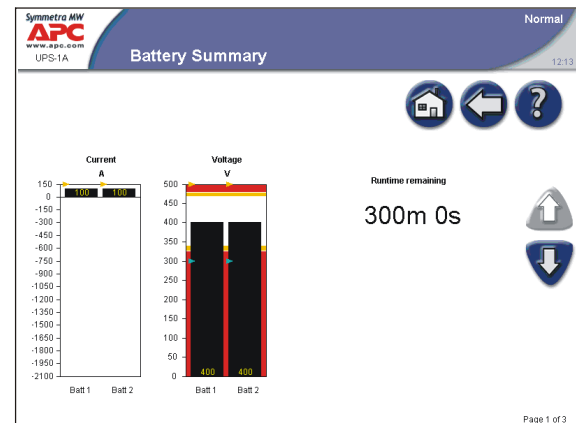 Symmetra MW
APC
www.apc.com
UPS-1A
Battery Summary
Normal
12:13
?
Current
A
150
0
-150
-300
-450
-600
-750
-900
-1050
-1200
-1350
-1500
-1650
-1800
-1950
-2100
100
100
Batt 1
Batt 2
Voltage
V
500
450
400
350
300
250
200
150
100
50
0
400
400
Batt 1
Batt 2
Runtime remaining
300m 0s
Page 1 of 3